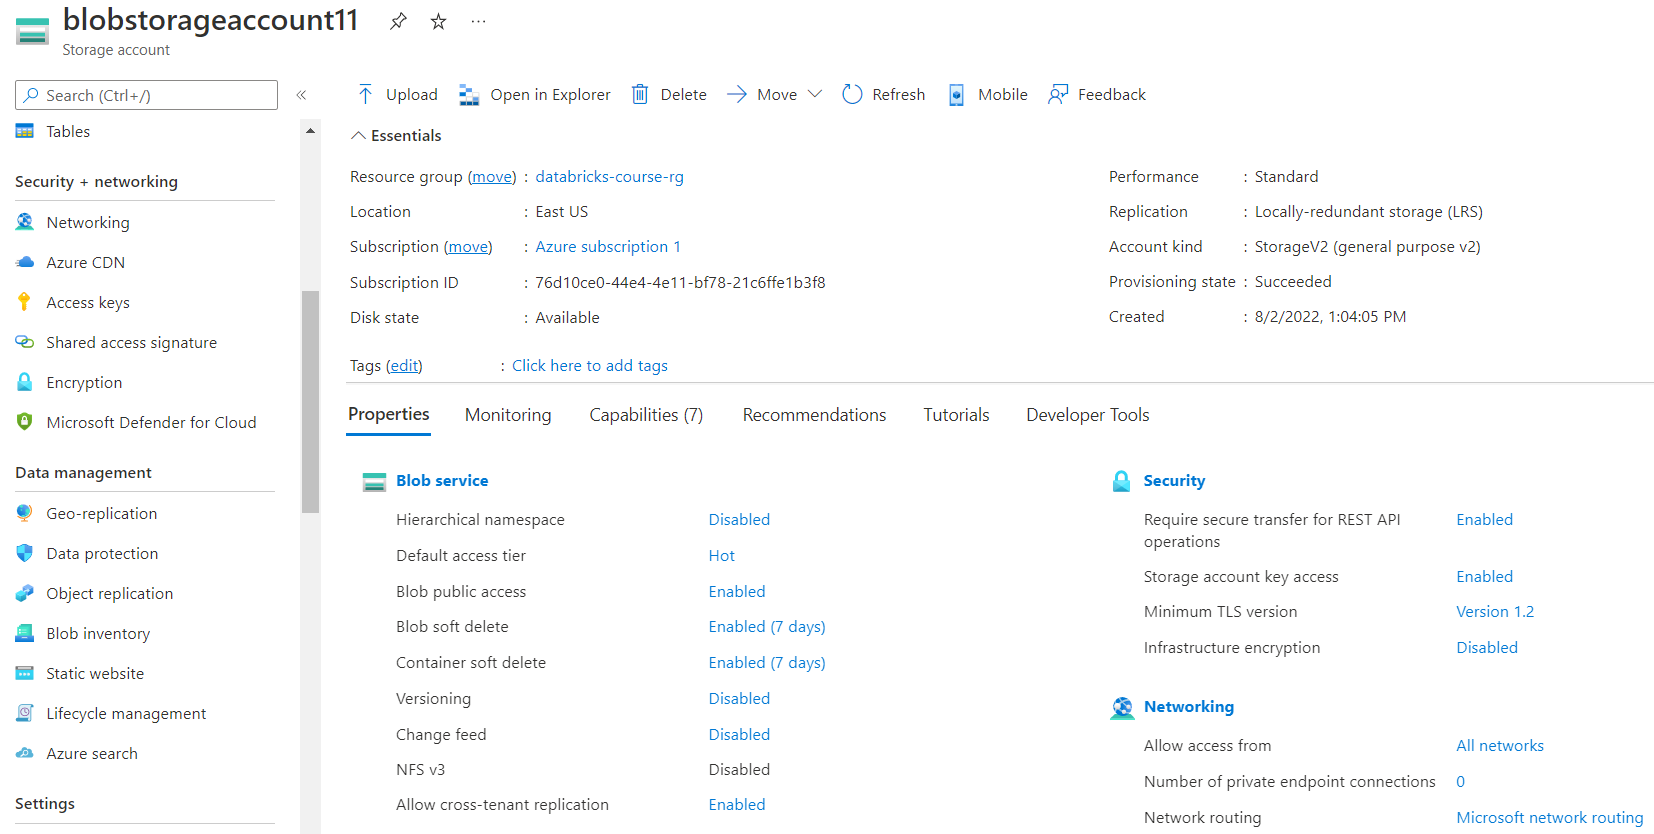 blobstorageaccount11
Storage account
Search (Ctrl+/)
Tables
Security + networking
Networking
Azure CDN
Access keys
Shared access signature
Encryption
Microsoft Defender for Cloud
Data management
Geo-replication
Data protection
Object replication
Blob inventory
Static website
Lifecycle management
Azure search
Settings
Upload Open in Explorer Delete Move Refresh Mobile Feedback
Essentials
Resource group (move) : databricks-course-rg
Location : East US
Subscription (move) : Azure subscription 1
Subscription ID : 76d10ce0-44e4-4e11-bf78-21c6ffe1b3f8
Disk state : Available
Performance : Standard
Replication : Locally-redundant storage (LRS)
Account kind : StorageV2 (general purpose v2)
Provisioning state : Succeeded
Created : 8/2/2022, 1:04:05 PM
Tags (edit) : Click here to add tags
Properties Monitoring Capabilities (7) Recommendations Tutorials Developer Tools
Blob service
Hierarchical namespace Disabled
Default access tier Hot
Blob public access Enabled
Blob soft delete Enabled (7 days)
Container soft delete Enabled (7 days)
Versioning Disabled
Change feed Disabled
NFS v3 Disabled
Allow cross-tenant replication Enabled
Security
Require secure transfer for REST API Enabled
operations
Storage account key access Enabled
Minimum TLS version Version 1.2
Infrastructure encryption Disabled
Networking
Allow access from All networks
Number of private endpoint connections 0
Network routing Microsoft network routing